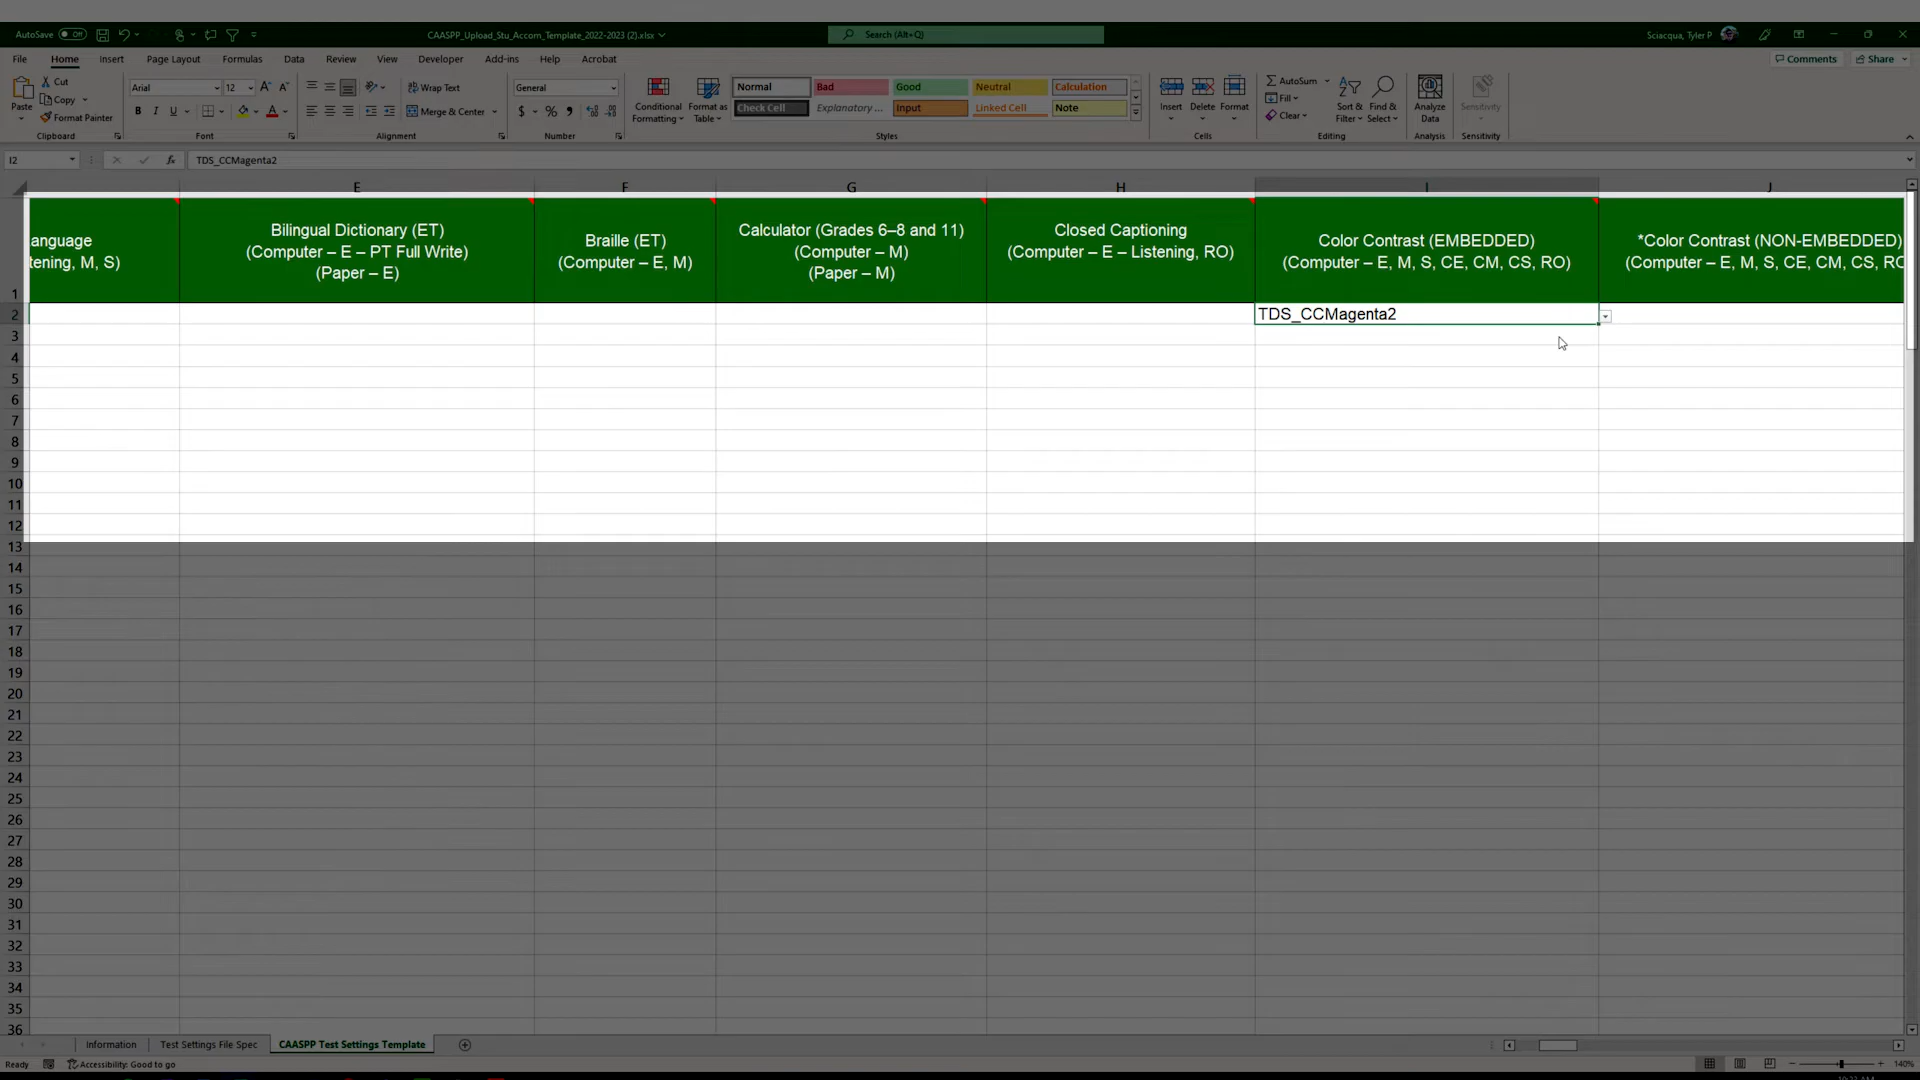 AutoSave Off
CAASPP_Upload_Stu_Accom_Template_2022-2023 (2).xlsx
Search (Alt+Q)
Sciacqua, Tyler P
File Home Insert Page Layout Formulas Data Review View Developer Add-ins Help Acrobat
Comments Share
Paste
Cut
Copy
Format Painter
Clipboard
Arial 12
B I U
Font
Wrap Text
Merge & Center
Alignment
General
$ % ,
Number
Conditional Formatting
Format as Table
Normal Bad Good Neutral Calculation
Check Cell Explanatory ... Input Linked Cell Note
Styles
Insert Delete Format
Cells
AutoSum
Fill
Clear
Sort & Filter
Find & Select
Editing
Analyze Data
Analysis
Sensitivity
Sensitivity
I2 fx TDS_CCMagenta2
E F G H I J
1
anguage
tening, M, S)
Bilingual Dictionary (ET)
(Computer – E – PT Full Write)
(Paper – E)
Braille (ET)
(Computer – E, M)
Calculator (Grades 6–8 and 11)
(Computer – M)
(Paper – M)
Closed Captioning
(Computer – E – Listening, RO)
Color Contrast (EMBEDDED)
(Computer – E, M, S, CE, CM, CS, RO)
*Color Contrast (NON-EMBEDDED)
(Computer – E, M, S, CE, CM, CS, RO
2 TDS_CCMagenta2
3
4
5
6
7
8
9
10
11
12
13
14
15
16
17
18
19
20
21
22
23
24
25
26
27
28
29
30
31
32
33
34
35
36
Information Test Settings File Spec CAASPP Test Settings Template
Ready Accessibility: Good to go
140%